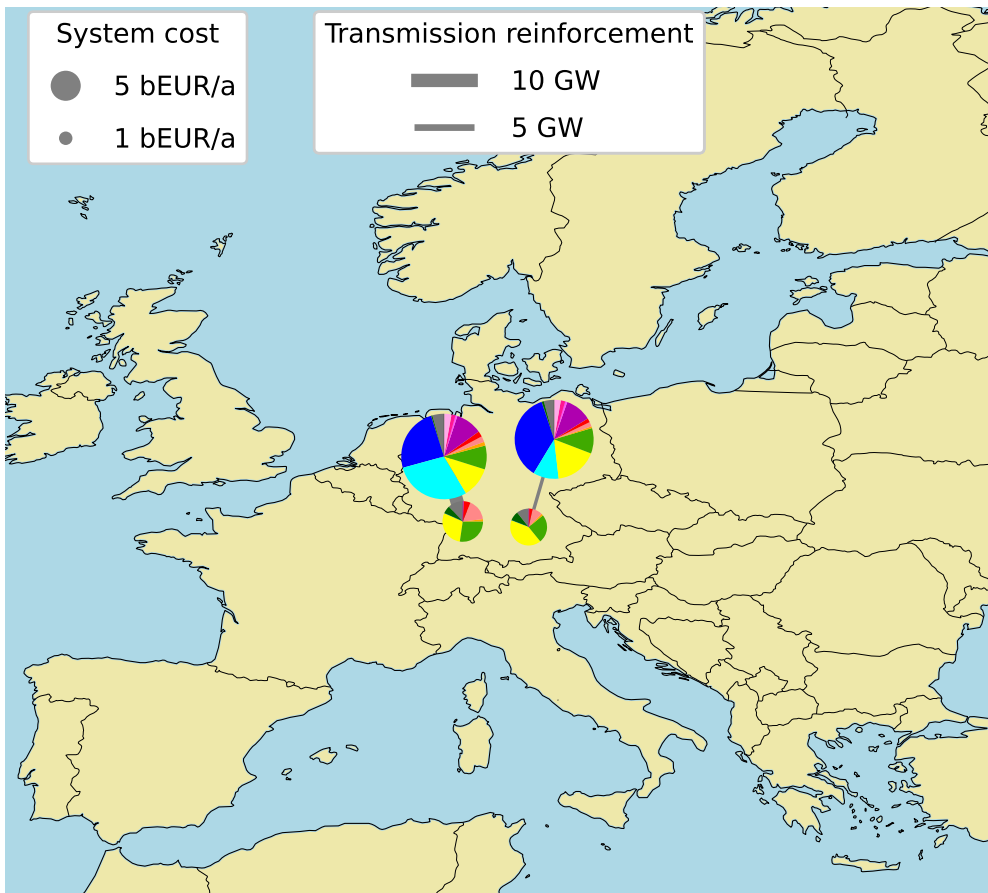 System cost
5 bEUR/a
1 bEUR/a
Transmission reinforcement
10 GW
5 GW